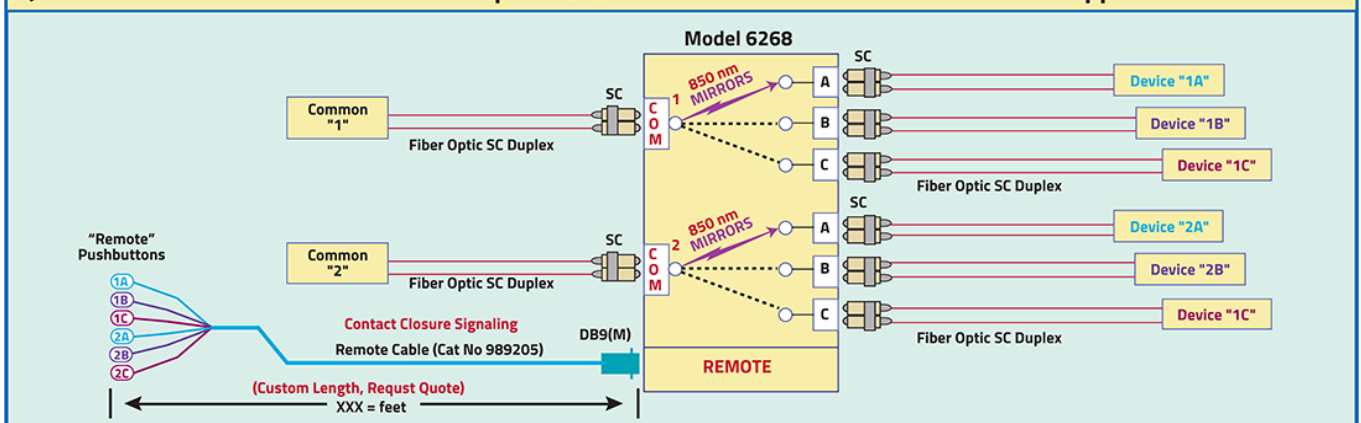 Model 6268
SC
850 nm
MIRRORS
1
A
Device "1A"
Common
"1"
SC
COM
B
Device "1B"
Fiber Optic SC Duplex
C
Device "1C"
Fiber Optic SC Duplex
SC
850 nm
MIRRORS
2
A
Device "2A"
“Remote”
Pushbuttons
Common
"2"
SC
COM
B
Device "2B"
Fiber Optic SC Duplex
C
Device "1C"
Fiber Optic SC Duplex
1A
1B
1C
2A
2B
2C
Contact Closure Signaling
Remote Cable (Cat No 989205)
DB9(M)
REMOTE
(Custom Length, Requst Quote)
XXX = feet